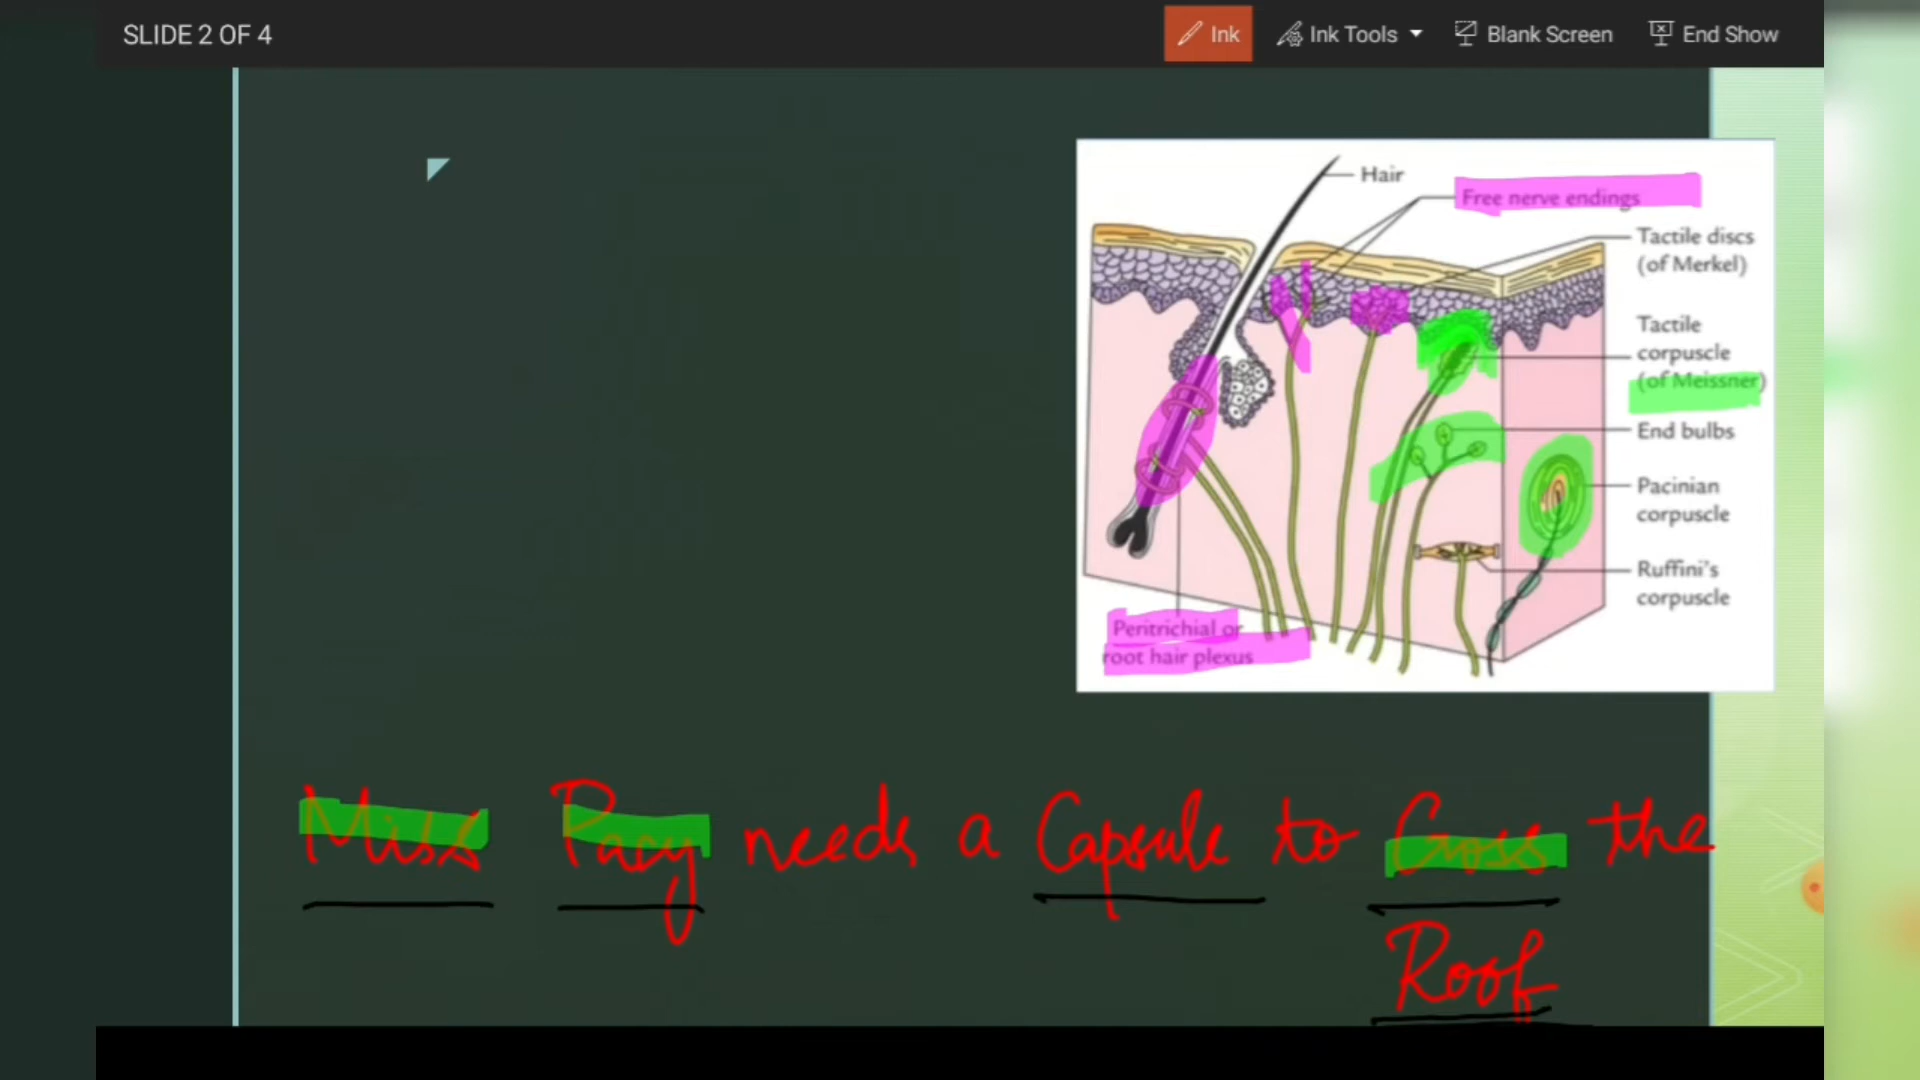 SLIDE 2 OF 4
Ink
Ink Tools
Blank Screen
End Show
Hair
Free nerve endings
Tactile discs
(of Merkel)
Tactile
corpuscle
(of Meissner)
End bulbs
Pacinian
corpuscle
Ruffini's
corpuscle
Peritrichial or
root hair plexus
Miss Pacy needs a Capsule to Cross the
Roof